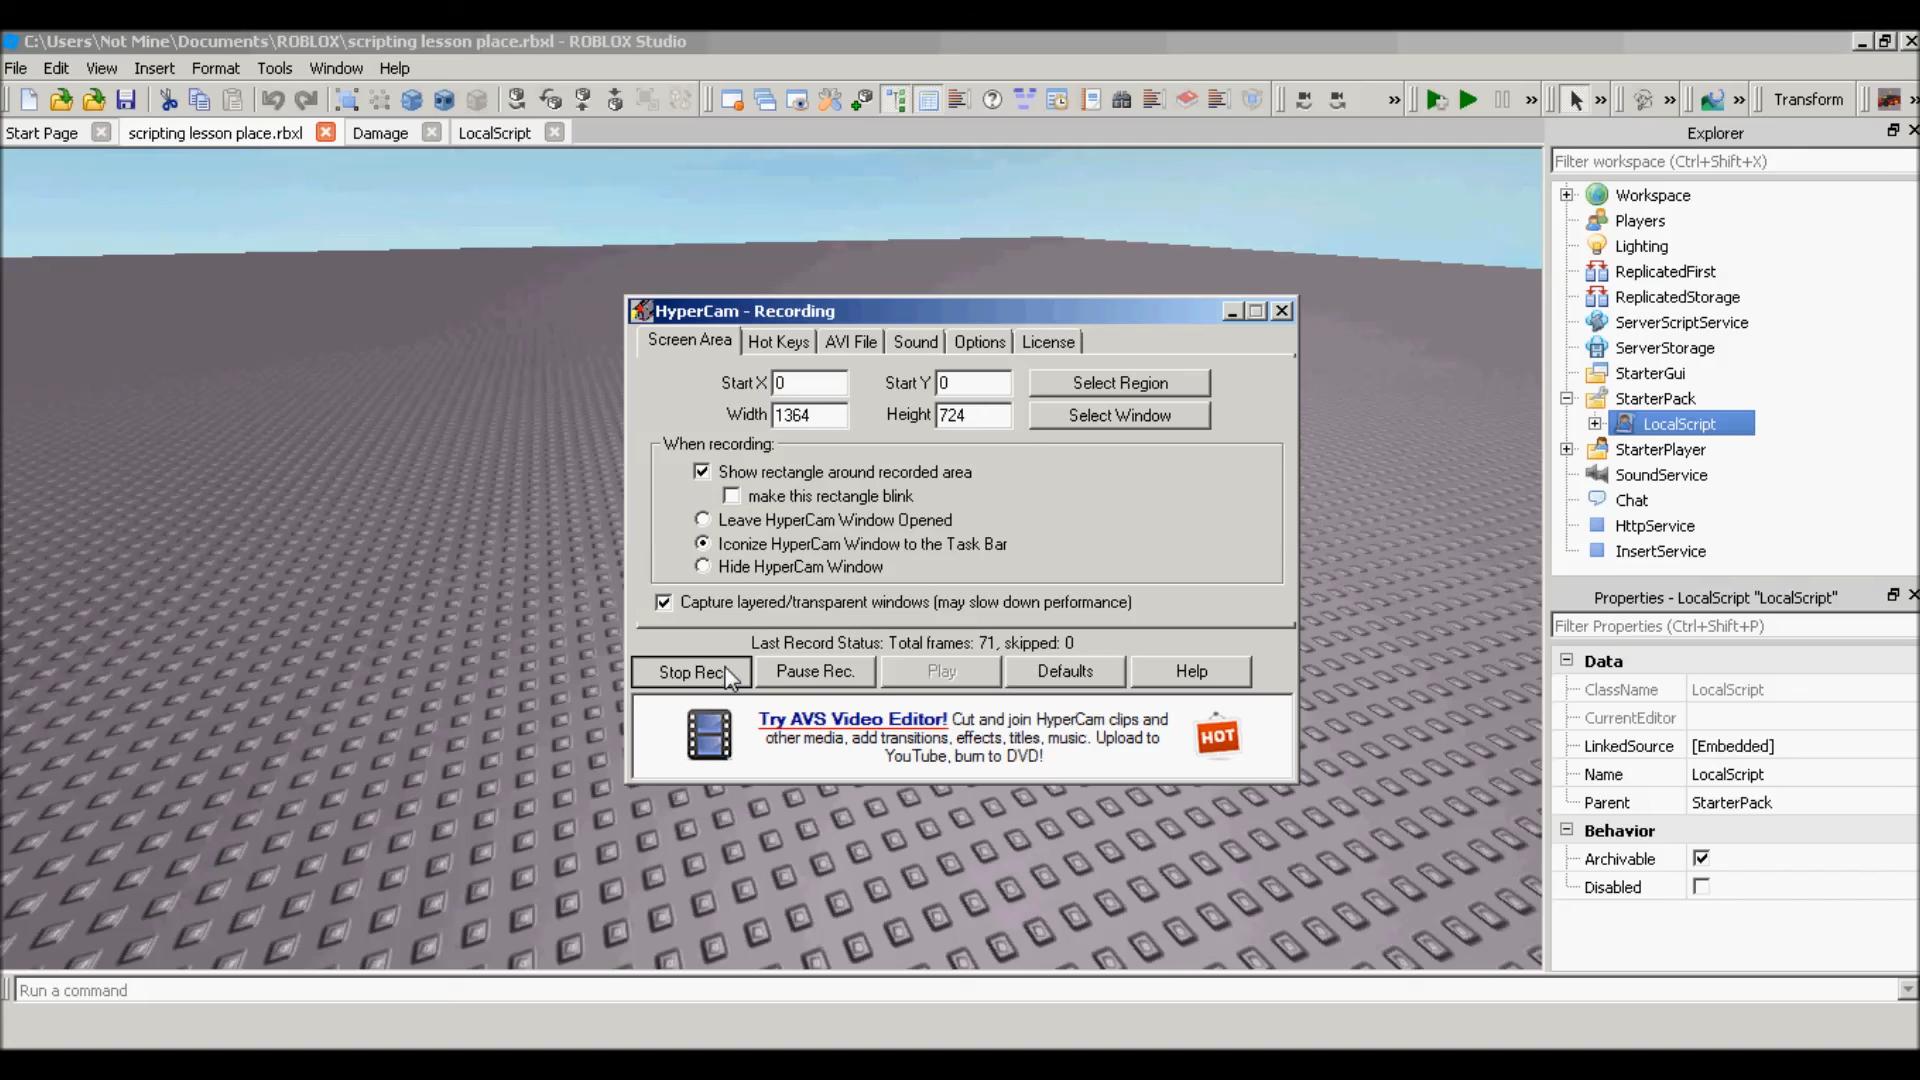 C:\Users\Not Mine\Documents\ROBLOX\scripting lesson place.rbxl - ROBLOX Studio
File Edit View Insert Format Tools Window Help
Transform
Start Page scripting lesson place.rbxl Damage LocalScript
Explorer
Filter workspace (Ctrl+Shift+X)
Workspace
Players
Lighting
ReplicatedFirst
ReplicatedStorage
ServerScriptService
ServerStorage
StarterGui
StarterPack
LocalScript
StarterPlayer
SoundService
Chat
HttpService
InsertService
Properties - LocalScript "LocalScript"
Filter Properties (Ctrl+Shift+P)
Data
ClassName LocalScript
CurrentEditor
LinkedSource [Embedded]
Name LocalScript
Parent StarterPack
Behavior
Archivable
Disabled
HyperCam - Recording
Screen Area Hot Keys AVI File Sound Options License
Start X 0 Start Y 0 Select Region
Width 1364 Height 724 Select Window
When recording:
Show rectangle around recorded area
make this rectangle blink
Leave HyperCam Window Opened
Iconize HyperCam Window to the Task Bar
Hide HyperCam Window
Capture layered/transparent windows (may slow down performance)
Last Record Status: Total frames: 71, skipped: 0
Stop Rec. Pause Rec. Play Defaults Help
Try AVS Video Editor! Cut and join HyperCam clips and
other media, add transitions, effects, titles, music. Upload to
YouTube, burn to DVD!
HOT
Run a command